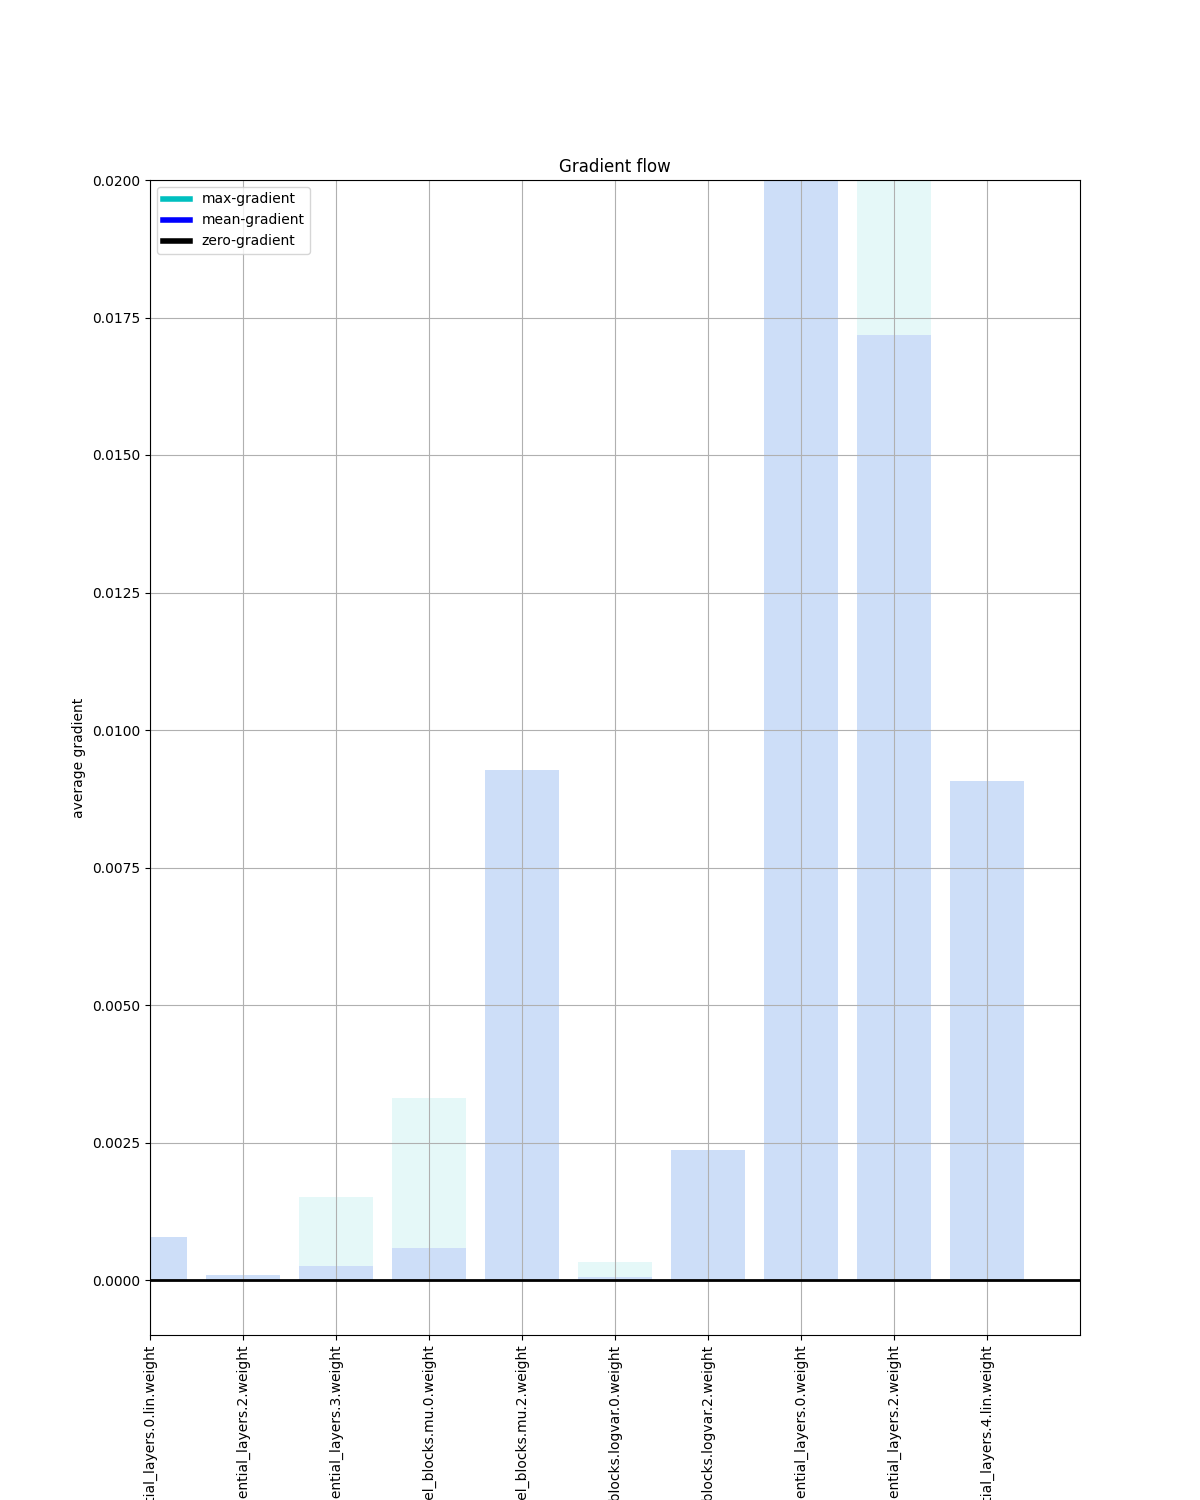 Gradient flow
0.0200
max-gradient
mean-gradient
zero-gradient
0.0175
0.0150
0.0125
0.0100
average gradient
0.0075
0.0050
0.0025
0.0000
tial_layers.0.lin.weight
ential_layers.2.weight
ential_layers.3.weight
el_blocks.mu.0.weight
el_blocks.mu.2.weight
blocks.logvar.0.weight
blocks.logvar.2.weight
ential_layers.0.weight
ential_layers.2.weight
tial_layers.4.lin.weight